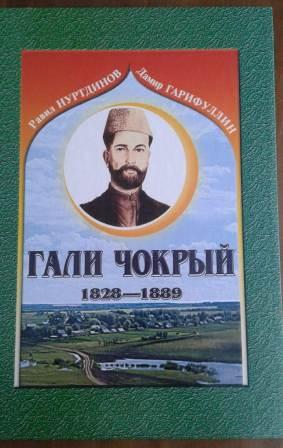 Равил НУРТДИНОВ
Дамир ГАРИФУЛЛИН
ГАЛИ ЧОКРЫЙ
1828—1889